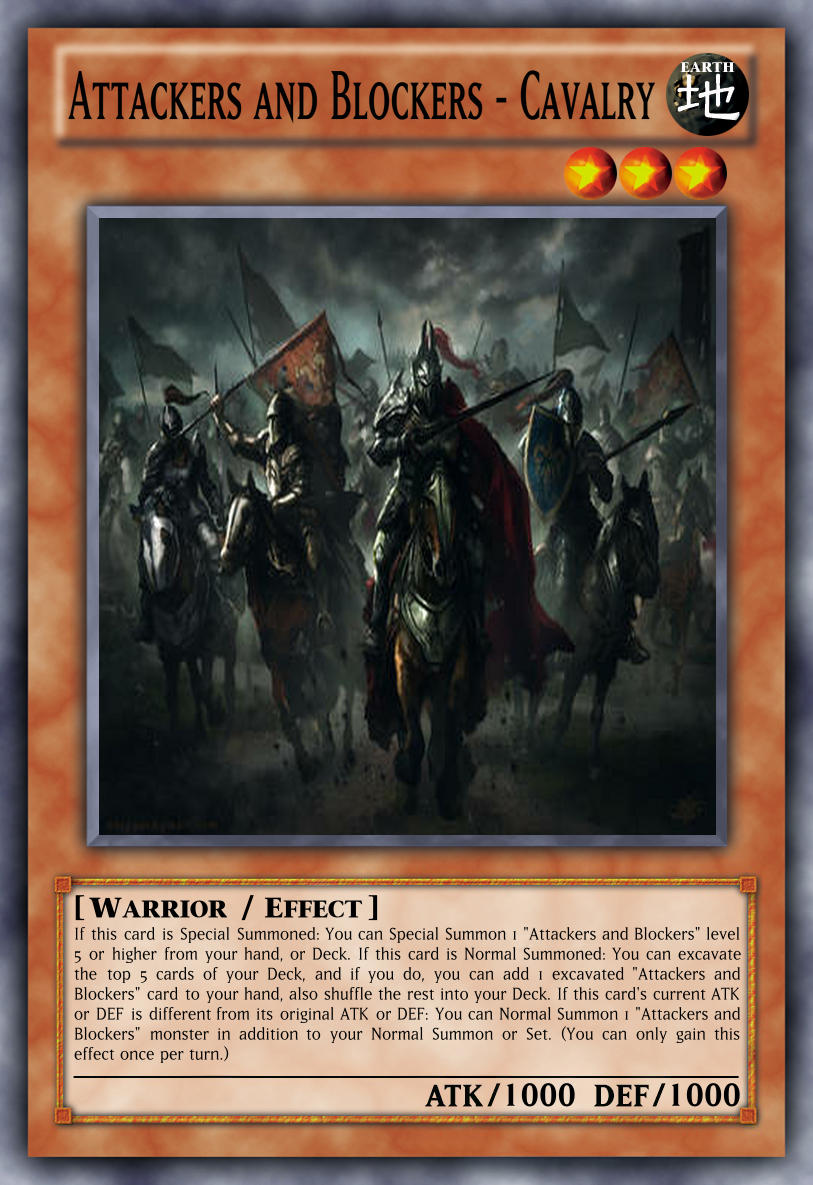 Attackers and Blockers - Cavalry
EARTH
地
[ Warrior / Effect ]
If this card is Special Summoned: You can Special Summon 1 "Attackers and Blockers" level
5 or higher from your hand, or Deck. If this card is Normal Summoned: You can excavate
the top 5 cards of your Deck, and if you do, you can add 1 excavated "Attackers and
Blockers" card to your hand, also shuffle the rest into your Deck. If this card's current ATK
or DEF is different from its original ATK or DEF: You can Normal Summon 1 "Attackers and
Blockers" monster in addition to your Normal Summon or Set. (You can only gain this
effect once per turn.)
ATK/1000 DEF/1000